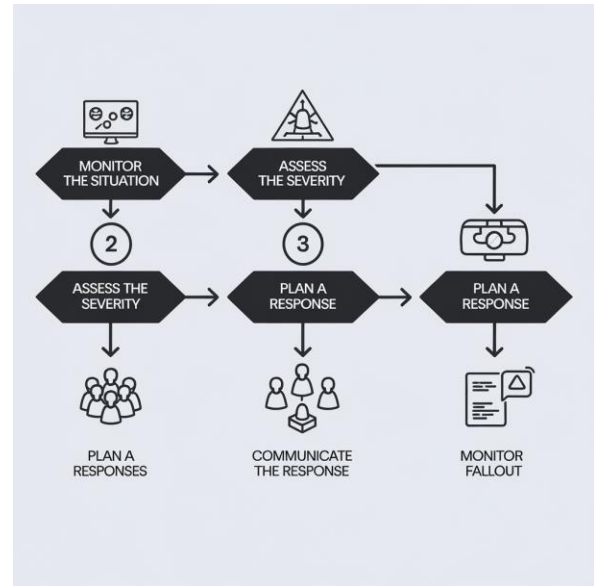 MONITOR
THE SITUATION
ASSESS
THE SEVERITY
2
3
ASSESS THE
SEVERITY
PLAN A
RESPONSE
PLAN A
RESPONSE
PLAN A
RESPONSES
COMMUNICATE
THE RESPONSE
MONITOR
FALLOUT